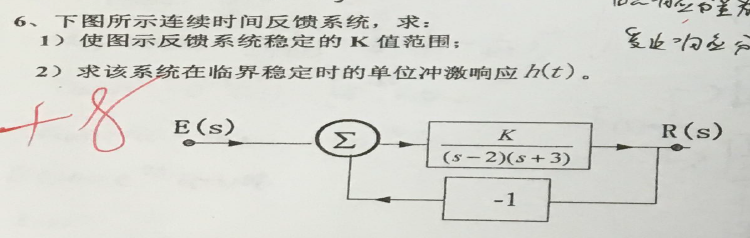 6、下图所示连续时间反馈系统，求：
1）使图示反馈系统稳定的 K 值范围；
2）求该系统在临界稳定时的单位冲激响应 h(t)。
+8
E(s)
Σ
K
(s－2)(s＋3)
R(s)
-1